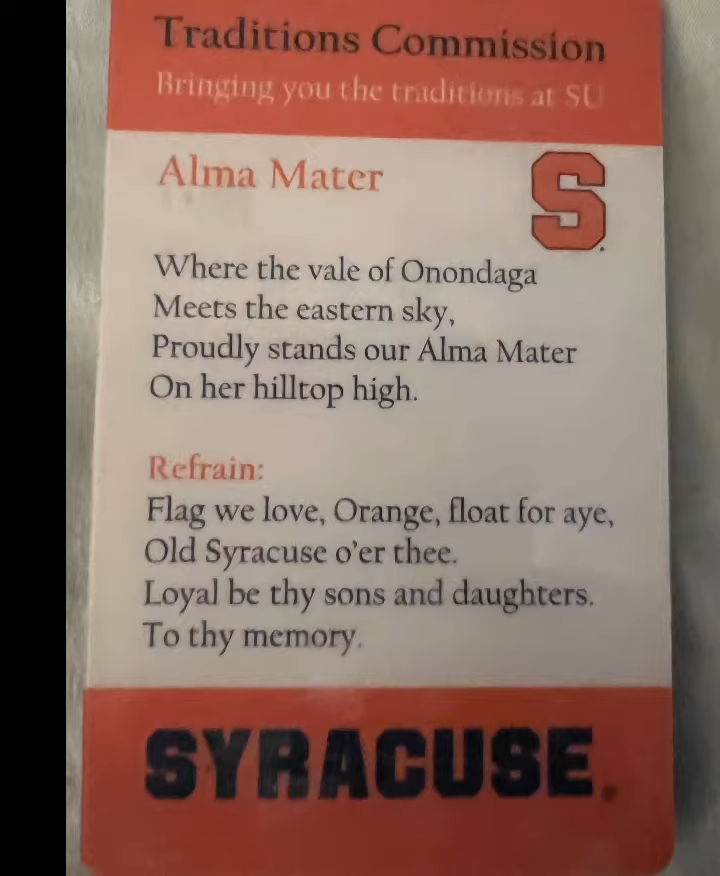 Traditions Commission
Bringing you the traditions at SU
Alma Mater
S
Where the vale of Onondaga
Meets the eastern sky,
Proudly stands our Alma Mater
On her hilltop high.
Refrain:
Flag we love, Orange, float for aye,
Old Syracuse o'er thee.
Loyal be thy sons and daughters.
To thy memory.
SYRACUSE